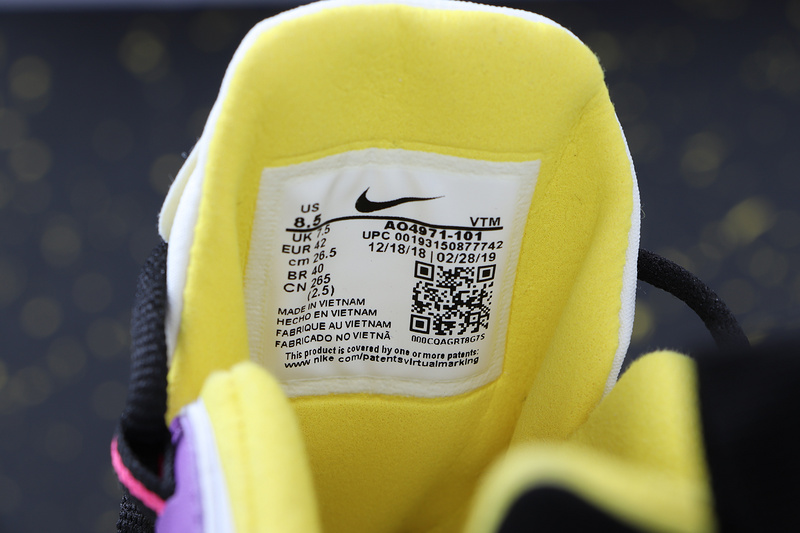 US
8.5
UK 7.5
EUR 42
cm 26.5
BR 40
CN 265
(2.5)
VTM
AO4971-101
UPC 00193150877742
12/18/18 | 02/28/19
000CQAGRT8G75
MADE IN VIETNAM
HECHO EN VIETNAM
FABRIQUE AU VIETNAM
FABRICADO NO VIETNÃ
This product is covered by one or more patents:
www.nike.com/patentsvirtualmarking